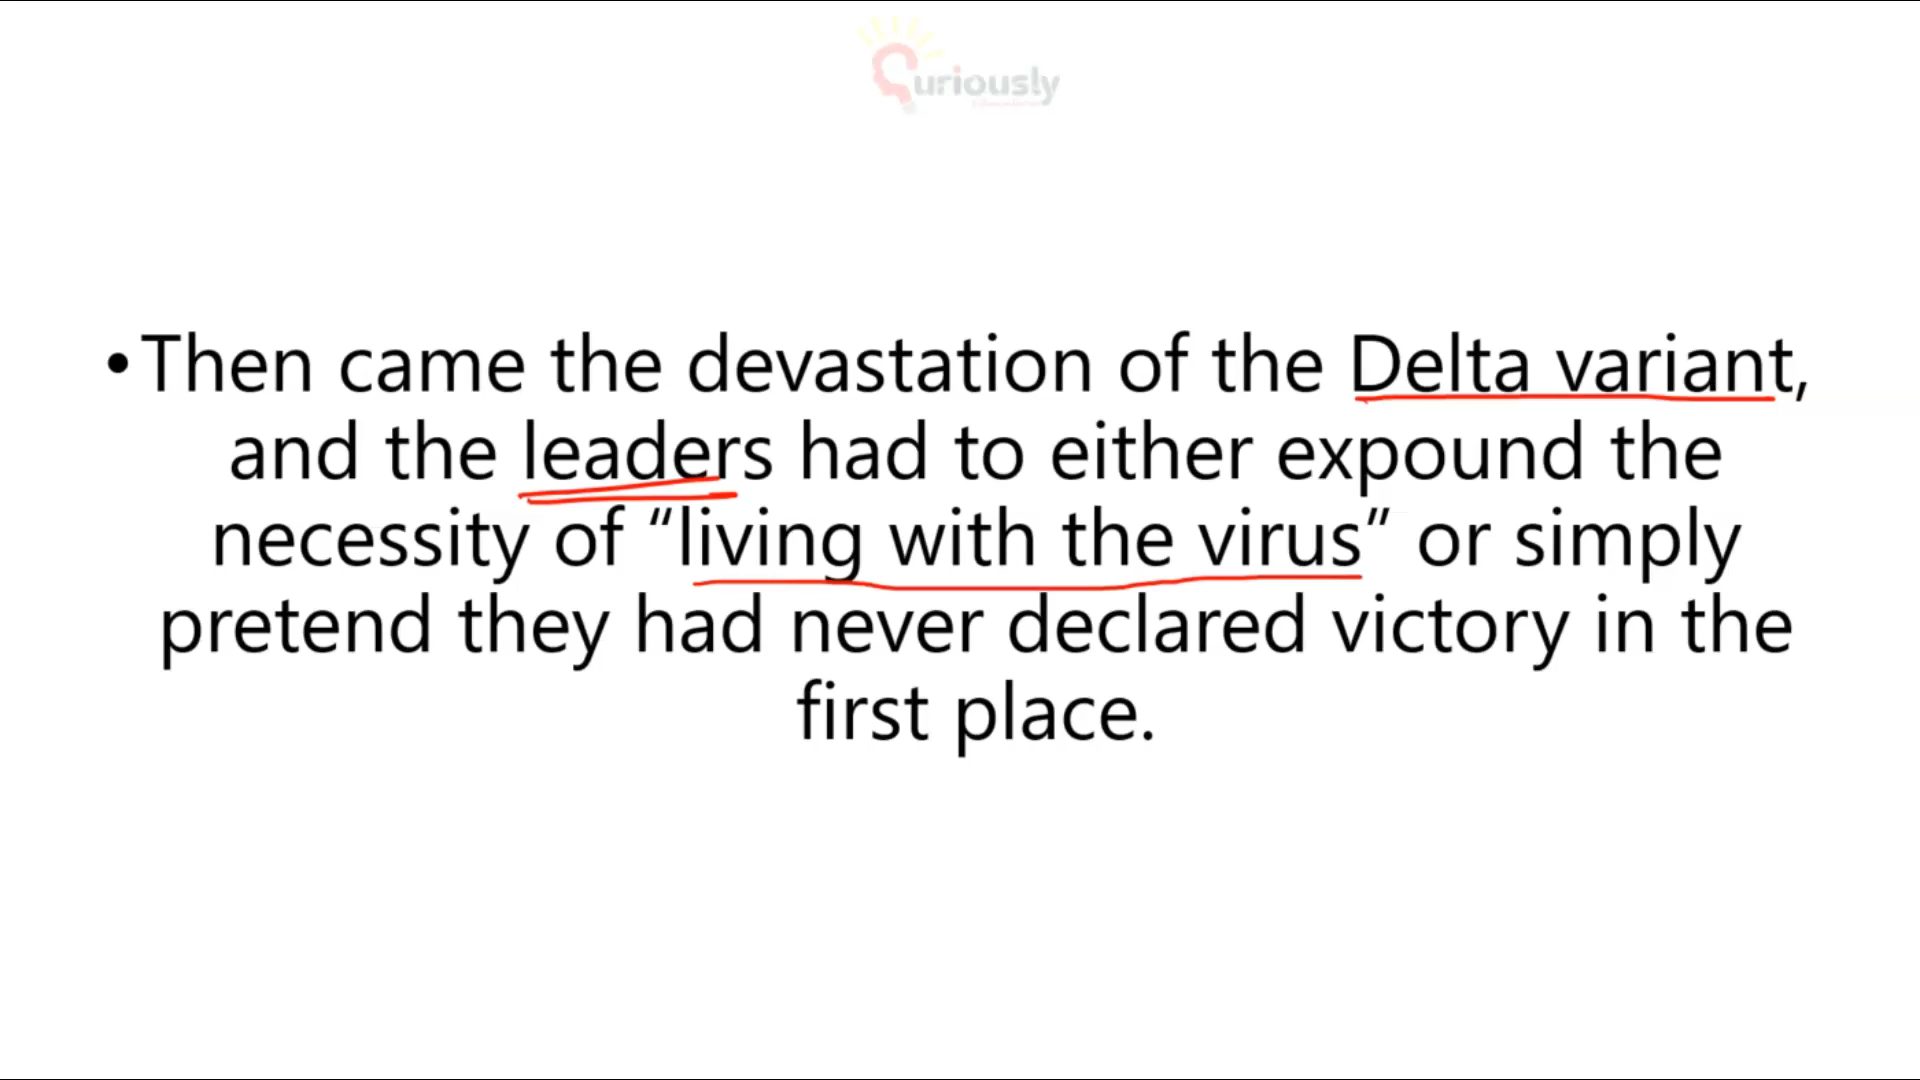 Curiously
• Then came the devastation of the Delta variant,
and the leaders had to either expound the
necessity of “living with the virus” or simply
pretend they had never declared victory in the
first place.